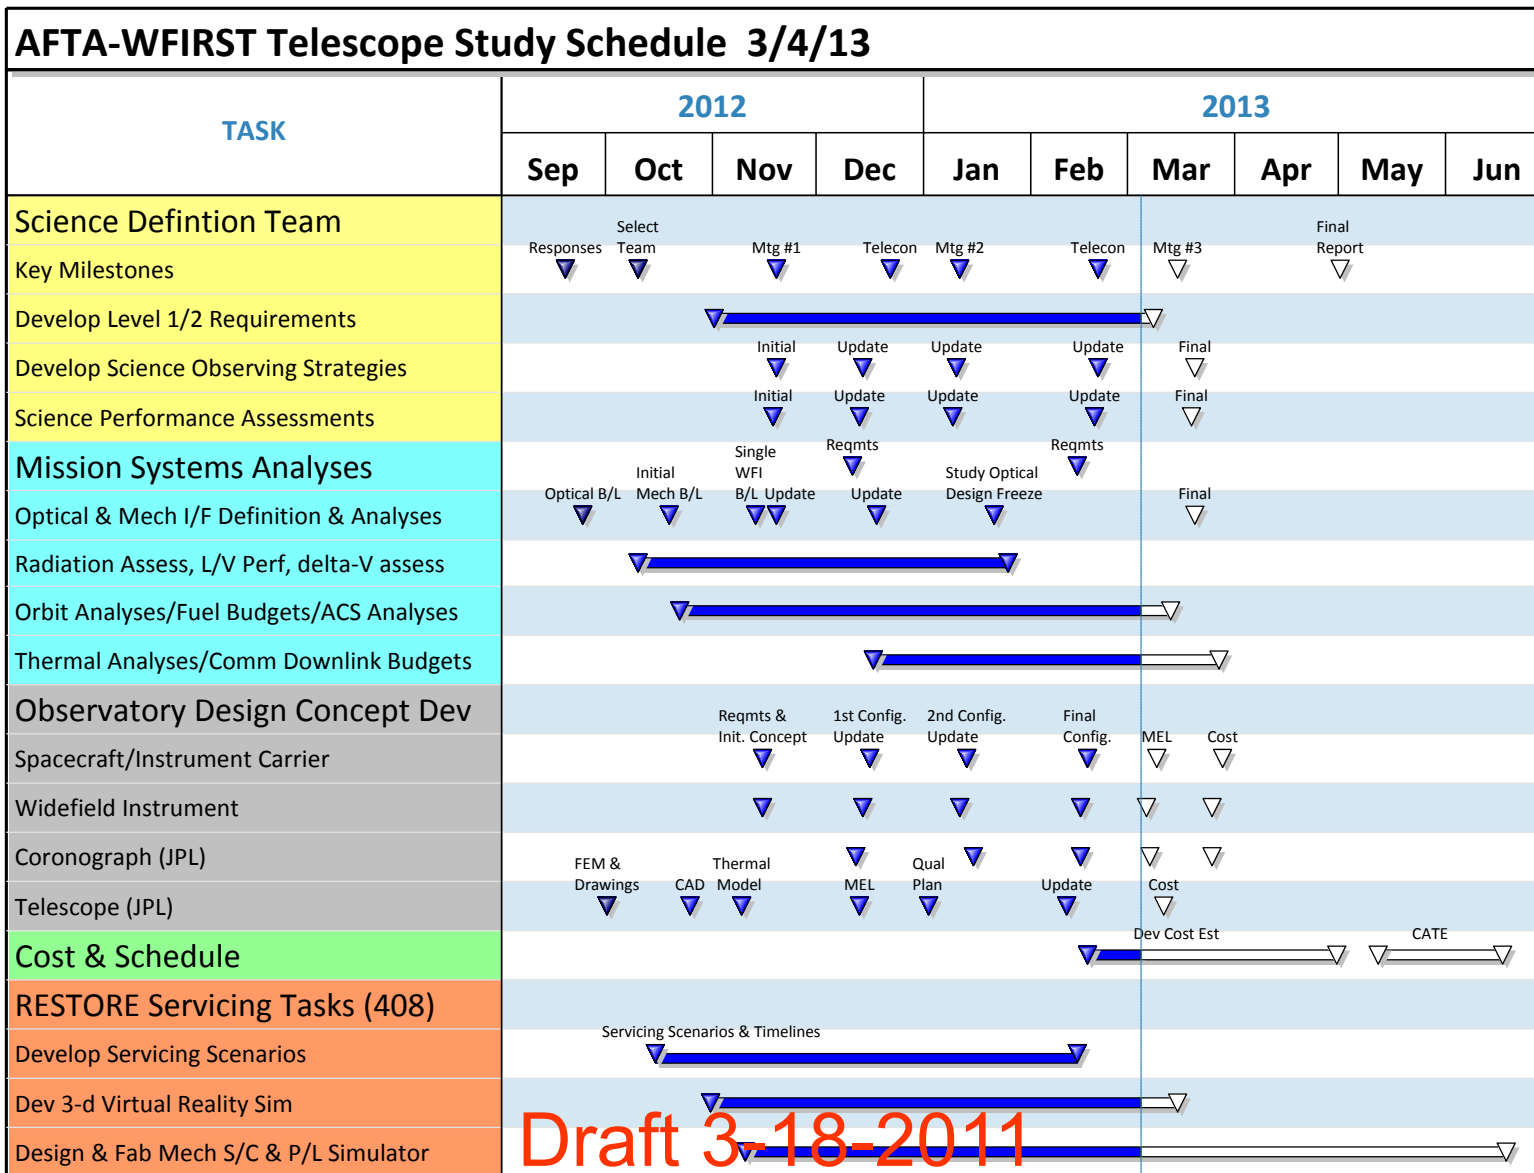 AFTA-WFIRST Telescope Study Schedule 3/4/13
TASK
2012 2013
Sep Oct Nov Dec Jan Feb Mar Apr May Jun
Science Defintion Team
Select Final
Responses Team Mtg #1 Telecon Mtg #2 Telecon Mtg #3 Report
Key Milestones
Develop Level 1/2 Requirements
Initial Update Update Update Final
Develop Science Observing Strategies
Initial Update Update Update Final
Science Performance Assessments
Mission Systems Analyses
Single Reqmts Reqmts
Initial WFI Study Optical
Optical B/L Mech B/L B/L Update Update Design Freeze Final
Optical & Mech I/F Definition & Analyses
Radiation Assess, L/V Perf, delta-V assess
Orbit Analyses/Fuel Budgets/ACS Analyses
Thermal Analyses/Comm Downlink Budgets
Observatory Design Concept Dev
Reqmts & 1st Config. 2nd Config. Final
Init. Concept Update Update Config. MEL Cost
Spacecraft/Instrument Carrier
Widefield Instrument
Coronograph (JPL)
FEM & Thermal Qual
Drawings CAD Model MEL Plan Update Cost
Telescope (JPL)
Dev Cost Est CATE
Cost & Schedule
RESTORE Servicing Tasks (408)
Servicing Scenarios & Timelines
Develop Servicing Scenarios
Dev 3-d Virtual Reality Sim
Draft 3-18-2011
Design & Fab Mech S/C & P/L Simulator